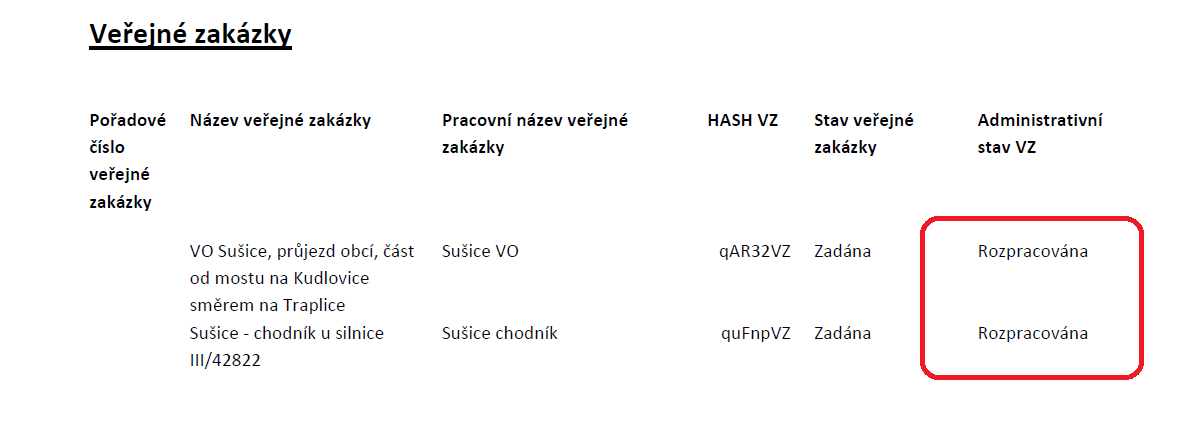 Veřejné zakázky
Pořadové Název veřejné zakázky Pracovní název veřejné HASH VZ Stav veřejné Administrativní
číslo zakázky zakázky stav VZ
veřejné
zakázky
VO Sušice, průjezd obcí, část Sušice VO qAR32VZ Zadána Rozpracována
od mostu na Kudlovice
směrem na Traplice
Sušice - chodník u silnice Sušice chodník quFnpVZ Zadána Rozpracována
III/42822